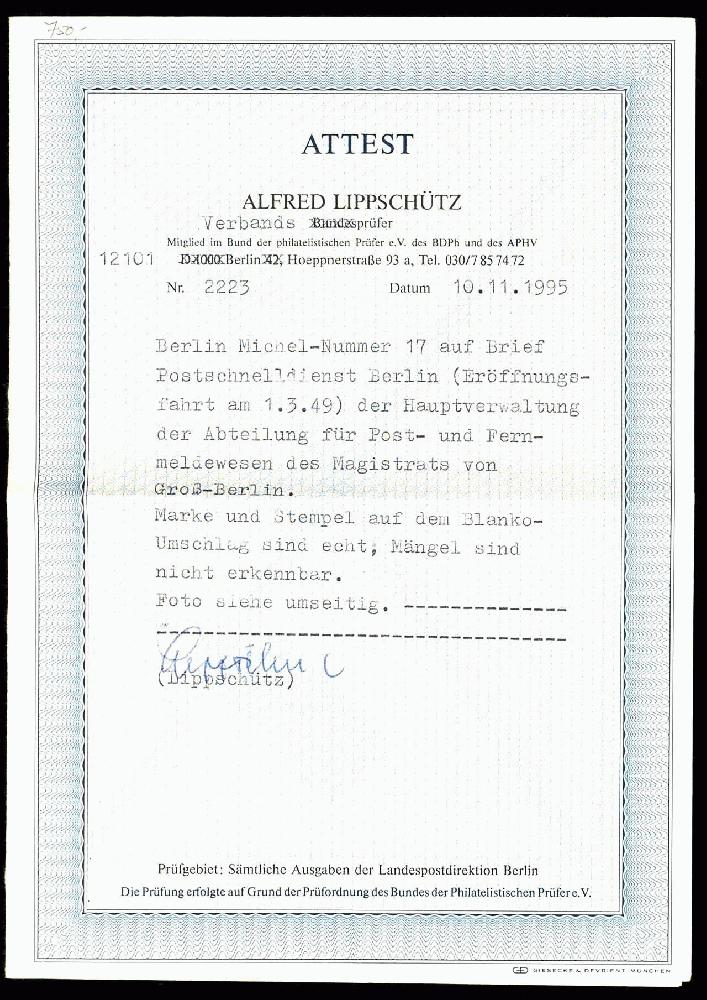 750,-
ATTEST
ALFRED LIPPSCHÜTZ
Verbands Bundesprüfer
Mitglied im Bund der philatelistischen Prüfer e.V. des BDPh und des APHV
12101 Berlin 42, Hoeppnerstraße 93 a, Tel. 030/7 85 74 72
Nr. 2223 Datum 10.11.1995
Berlin Michel-Nummer 17 auf Brief
Postschnelldienst Berlin (Eröffnungs-
fahrt am 1.3.49) der Hauptverwaltung
der Abteilung für Post- und Fern-
meldewesen des Magistrats von
Groß-Berlin.
Marke und Stempel auf dem Blanko-
Umschlag sind echt; Mängel sind
nicht erkennbar.
Foto siehe umseitig. ---------------
(Lippschütz)
Prüfgebiet: Sämtliche Ausgaben der Landespostdirektion Berlin
Die Prüfung erfolgte auf Grund der Prüfordnung des Bundes der Philatelistischen Prüfer e.V.
GIESECKE & DEVRIENT MÜNCHEN